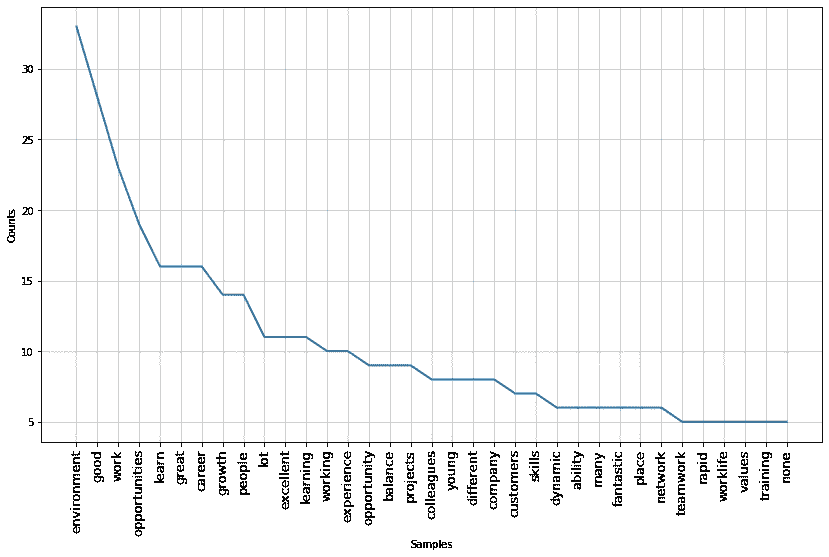 30
25
20
15
10
5
Counts
environment
good
work
opportunities
learn
great
career
growth
people
lot
excellent
learning
working
experience
opportunity
balance
projects
colleagues
young
different
company
customers
skills
dynamic
ability
many
fantastic
place
network
teamwork
rapid
worklife
values
training
none
Samples